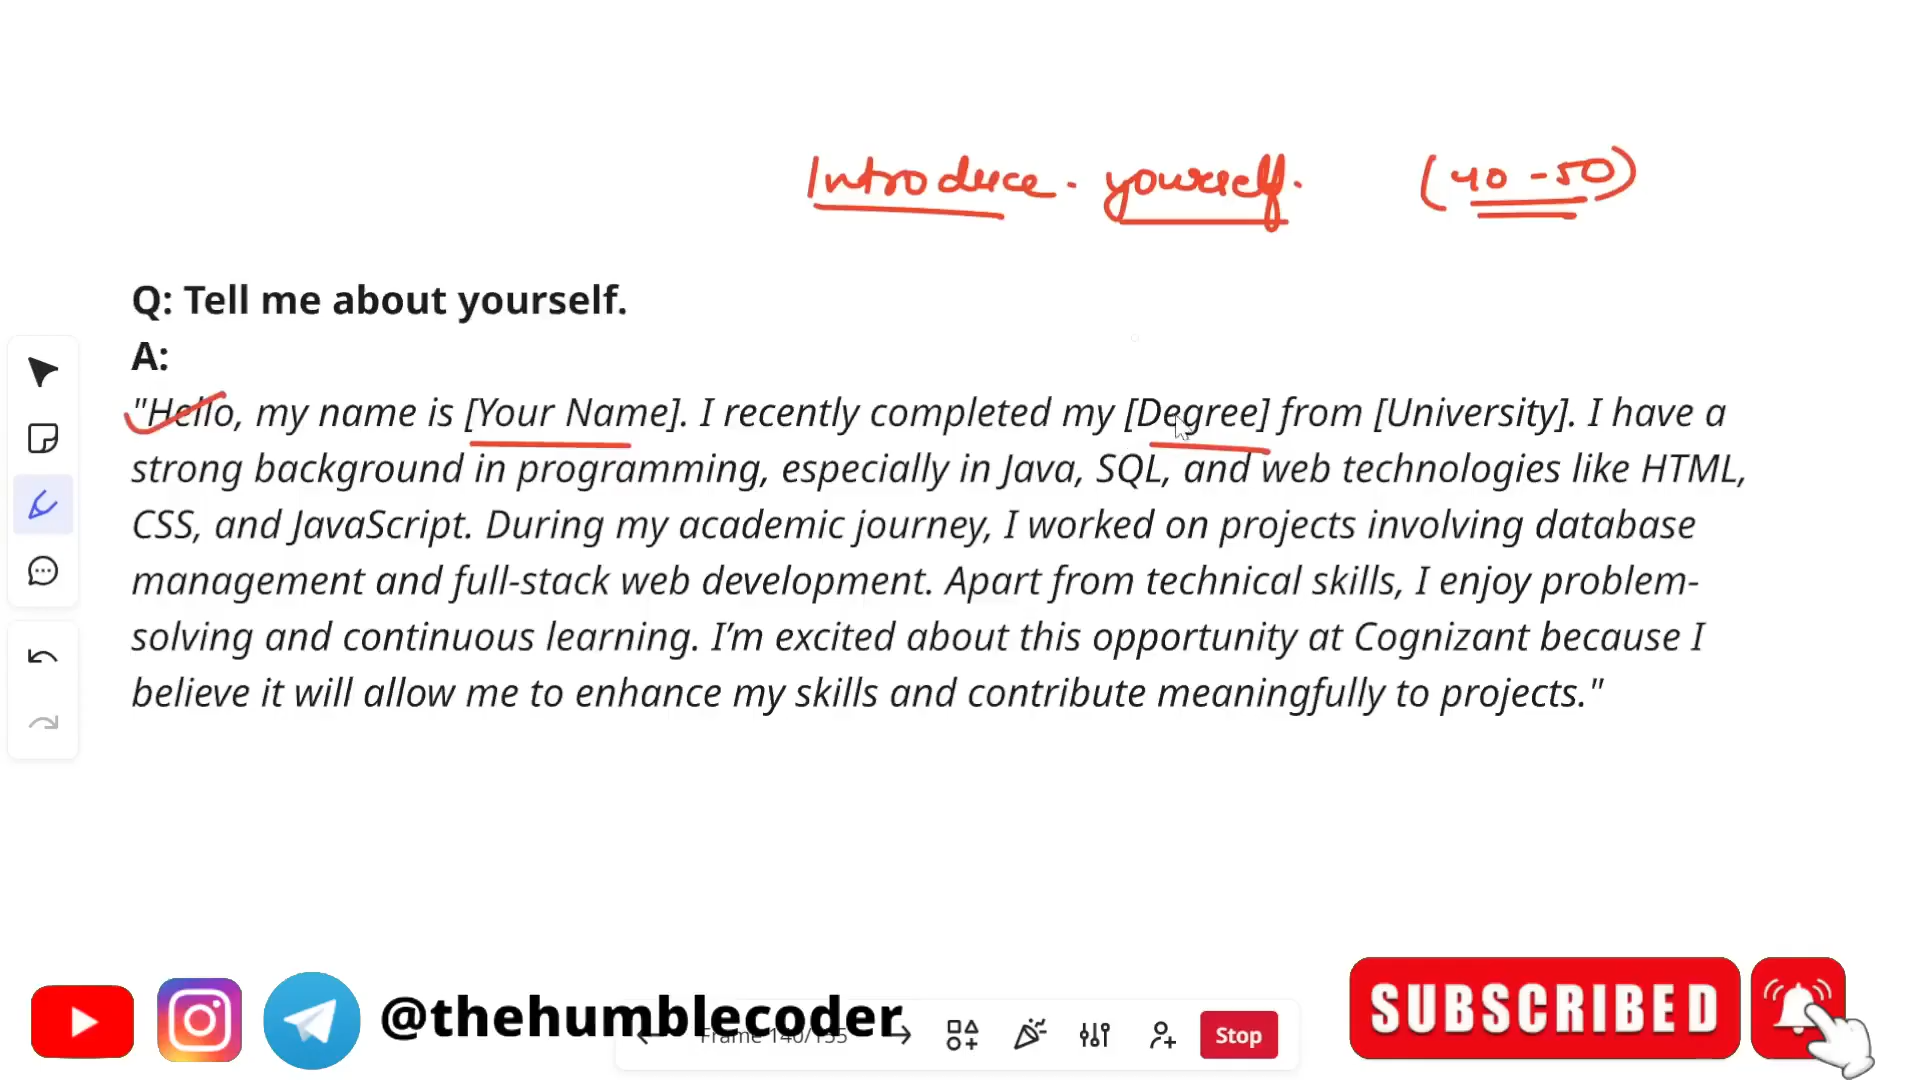 Introduce. yourself. (40-50)
Q: Tell me about yourself.
A:
"Hello, my name is [Your Name]. I recently completed my [Degree] from [University]. I have a
strong background in programming, especially in Java, SQL, and web technologies like HTML,
CSS, and JavaScript. During my academic journey, I worked on projects involving database
management and full-stack web development. Apart from technical skills, I enjoy problem-
solving and continuous learning. I’m excited about this opportunity at Cognizant because I
believe it will allow me to enhance my skills and contribute meaningfully to projects."
@thehumblecoder
Frame 140/155
Stop
SUBSCRIBED